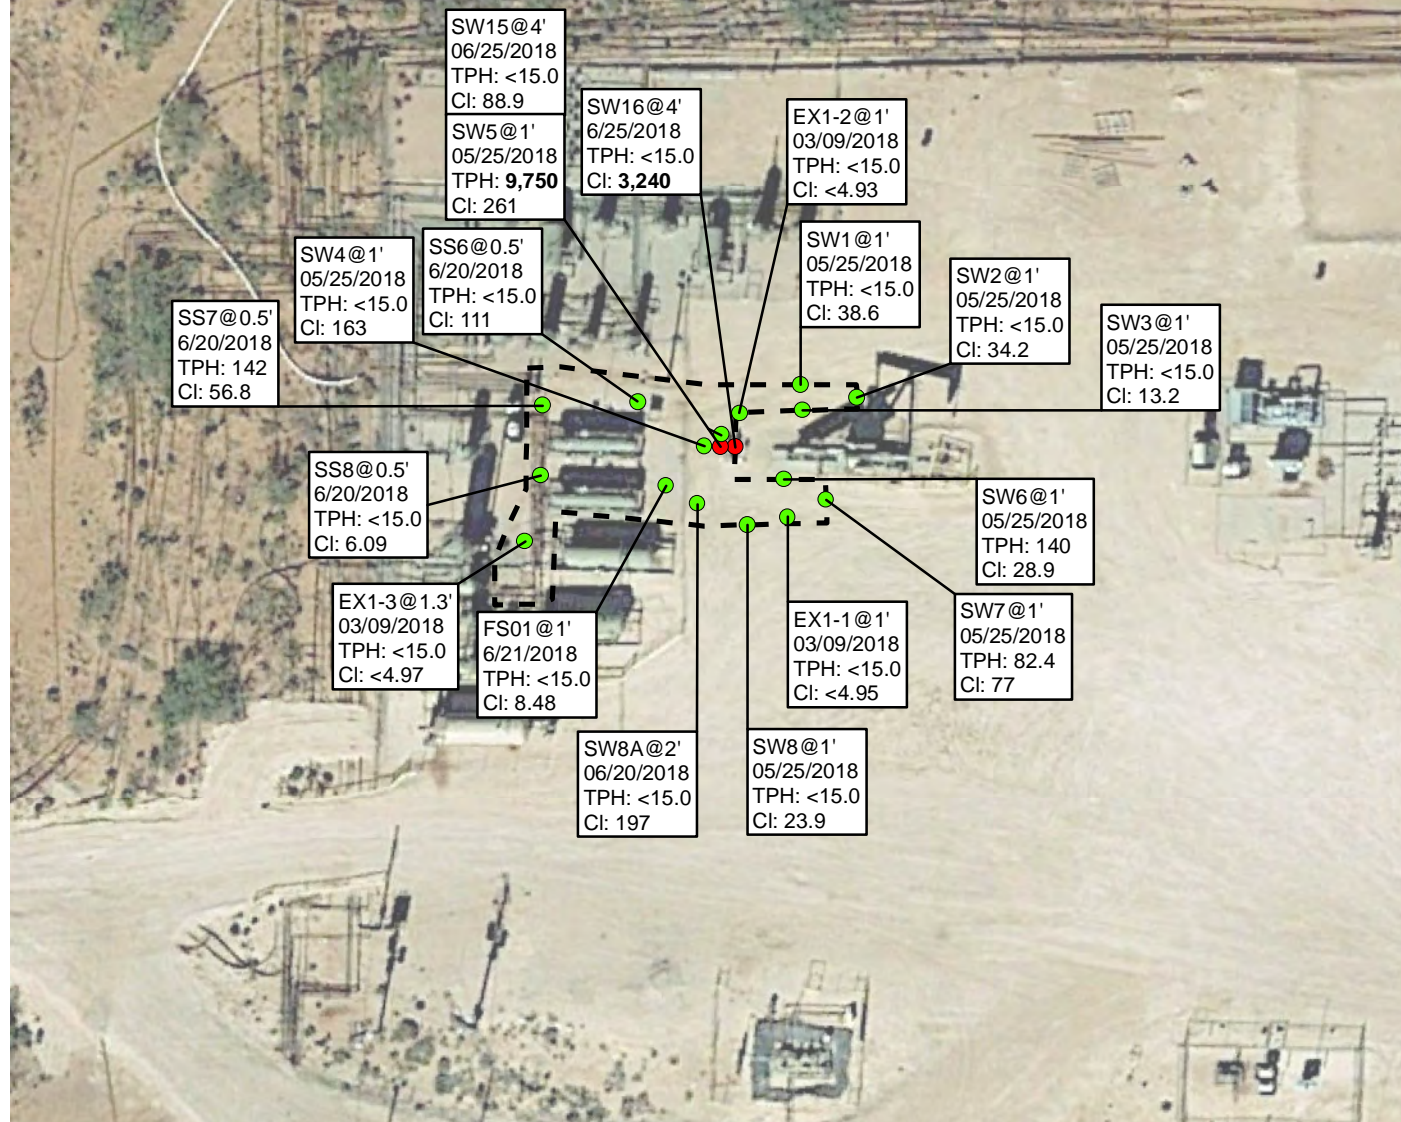 SW15@4'
06/25/2018
TPH: <15.0
Cl: 88.9
SW5@1'
05/25/2018
TPH: 9,750
Cl: 261
SW16@4'
6/25/2018
TPH: <15.0
Cl: 3,240
EX1-2@1'
03/09/2018
TPH: <15.0
Cl: <4.93
SW1@1'
05/25/2018
TPH: <15.0
Cl: 38.6
SW4@1'
05/25/2018
TPH: <15.0
Cl: 163
SS6@0.5'
6/20/2018
TPH: <15.0
Cl: 111
SW2@1'
05/25/2018
TPH: <15.0
Cl: 34.2
SS7@0.5'
6/20/2018
TPH: 142
Cl: 56.8
SW3@1'
05/25/2018
TPH: <15.0
Cl: 13.2
SS8@0.5'
6/20/2018
TPH: <15.0
Cl: 6.09
SW6@1'
05/25/2018
TPH: 140
Cl: 28.9
EX1-3@1.3'
03/09/2018
TPH: <15.0
Cl: <4.97
FS01@1'
6/21/2018
TPH: <15.0
Cl: 8.48
EX1-1@1'
03/09/2018
TPH: <15.0
Cl: <4.95
SW7@1'
05/25/2018
TPH: 82.4
Cl: 77
SW8A@2'
06/20/2018
TPH: <15.0
Cl: 197
SW8@1'
05/25/2018
TPH: <15.0
Cl: 23.9